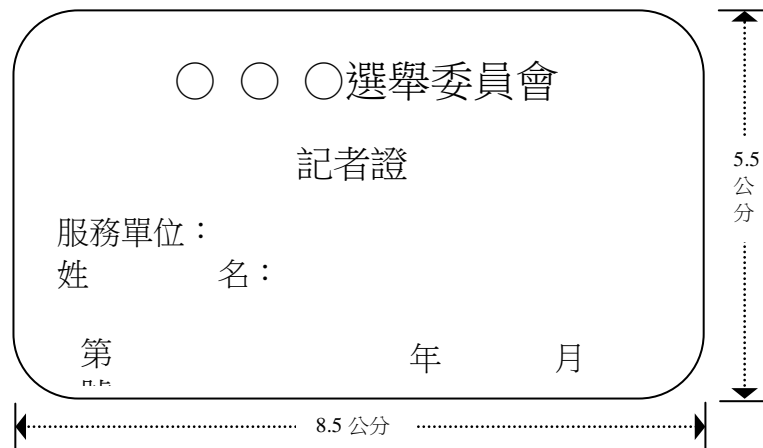 ○ ○ ○選舉委員會
記者證
服務單位：
姓 名：
第 年 月
5.5
公
分
8.5 公分